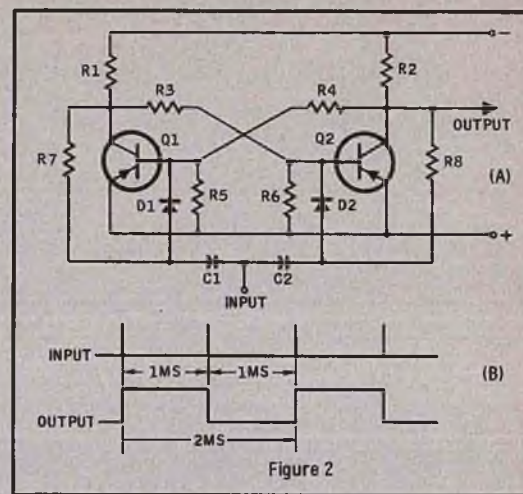 −
R1
R2
R3
R4
Q1
Q2
OUTPUT
R7
R8
(A)
R5
R6
D1
D2
+
C1
C2
INPUT
INPUT
1MS
1MS
(B)
OUTPUT
2MS
Figure 2